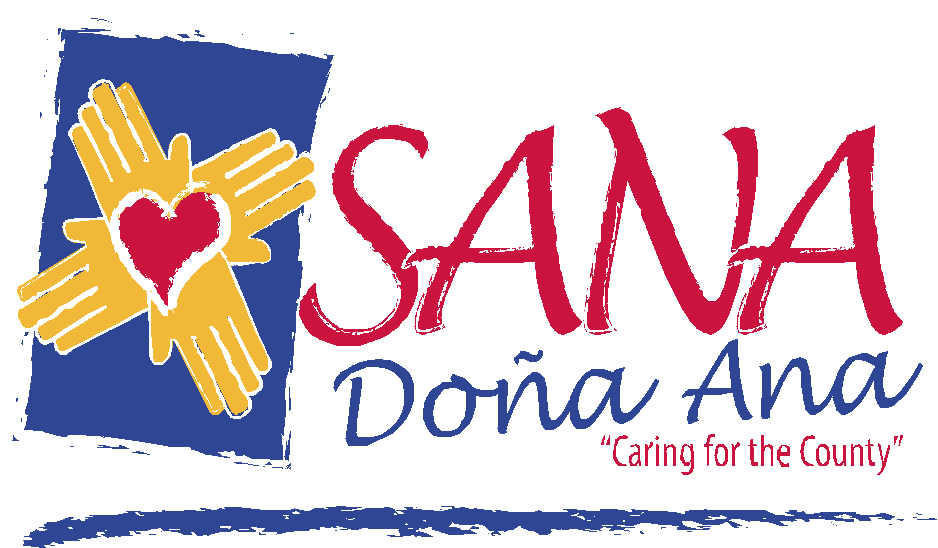 SANA
Doña Ana
“Caring for the County”